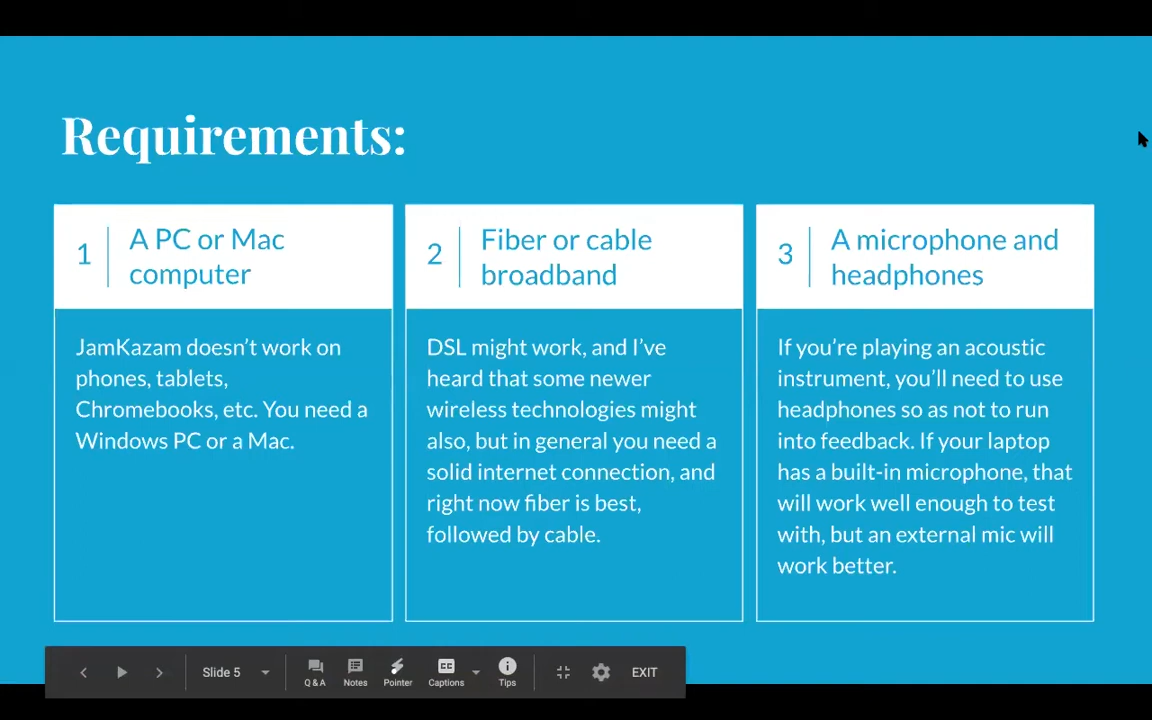 Requirements:
1
A PC or Mac
computer
JamKazam doesn’t work on
phones, tablets,
Chromebooks, etc. You need a
Windows PC or a Mac.
2
Fiber or cable
broadband
DSL might work, and I’ve
heard that some newer
wireless technologies might
also, but in general you need a
solid internet connection, and
right now fiber is best,
followed by cable.
3
A microphone and
headphones
If you’re playing an acoustic
instrument, you’ll need to use
headphones so as not to run
into feedback. If your laptop
has a built-in microphone, that
will work well enough to test
with, but an external mic will
work better.
Slide 5
Q & A
Notes
Pointer
CC
Captions
Tips
EXIT